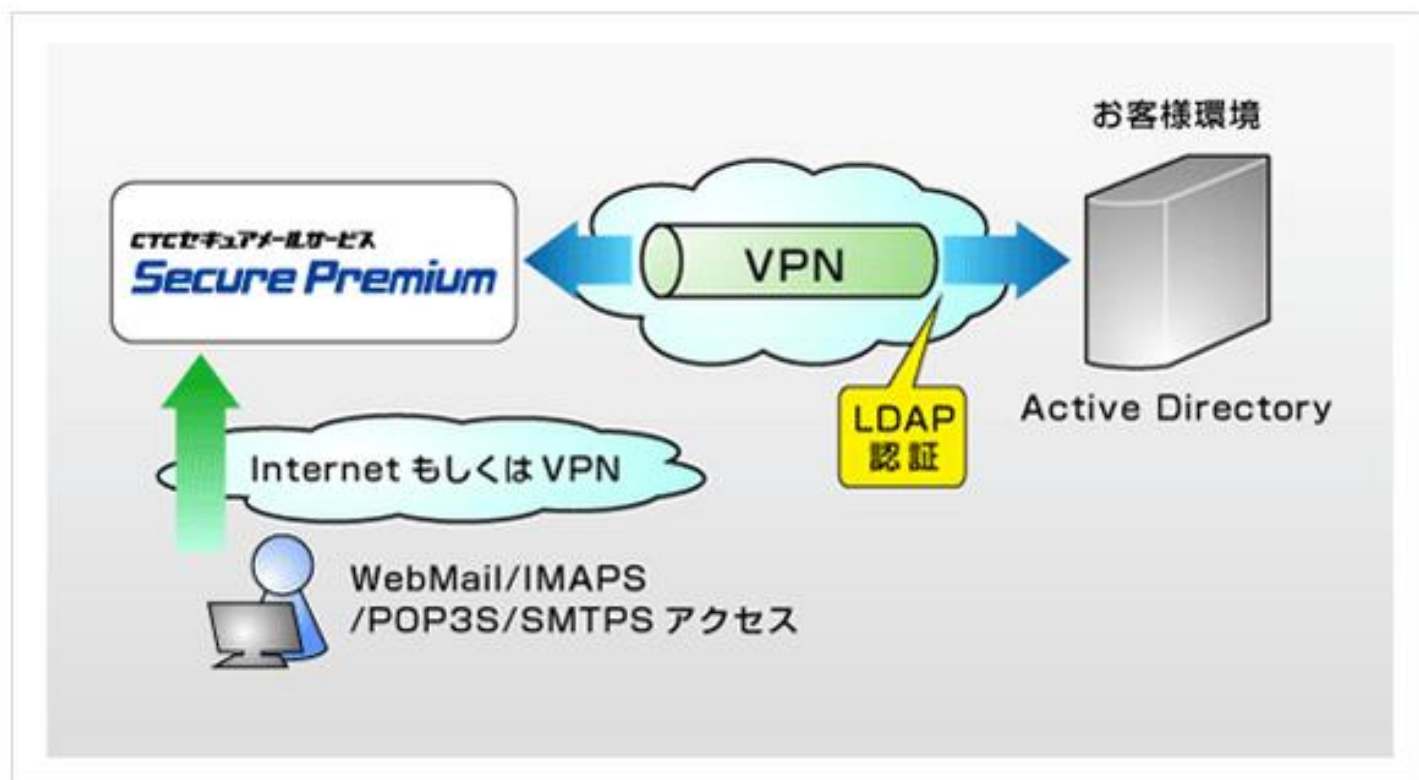 お客様環境
CTCセキュアメールサービス
Secure Premium
VPN
LDAP
認証
Active Directory
Internet もしくは VPN
WebMail/IMAPS
/POP3S/SMTPS アクセス